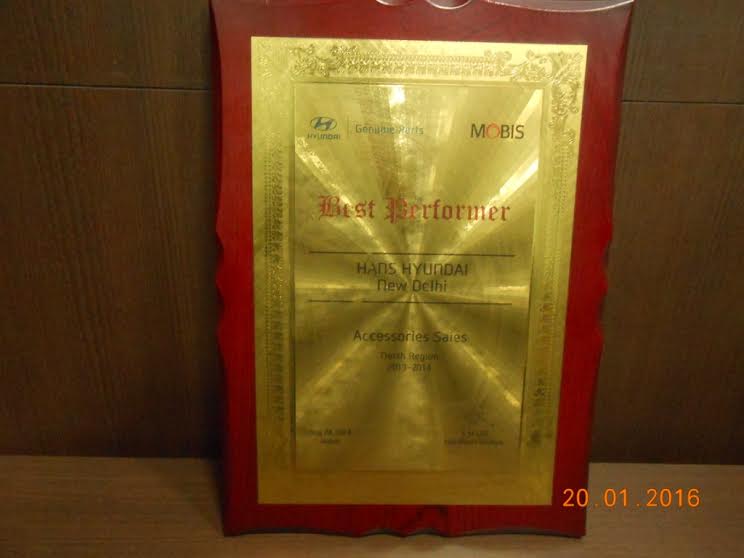 HYUNDAI | Genuine Parts
MOBIS
Best Performer
HANS HYUNDAI
New Delhi
Accessories Sales
North Region
2013-2014
20.01.2016